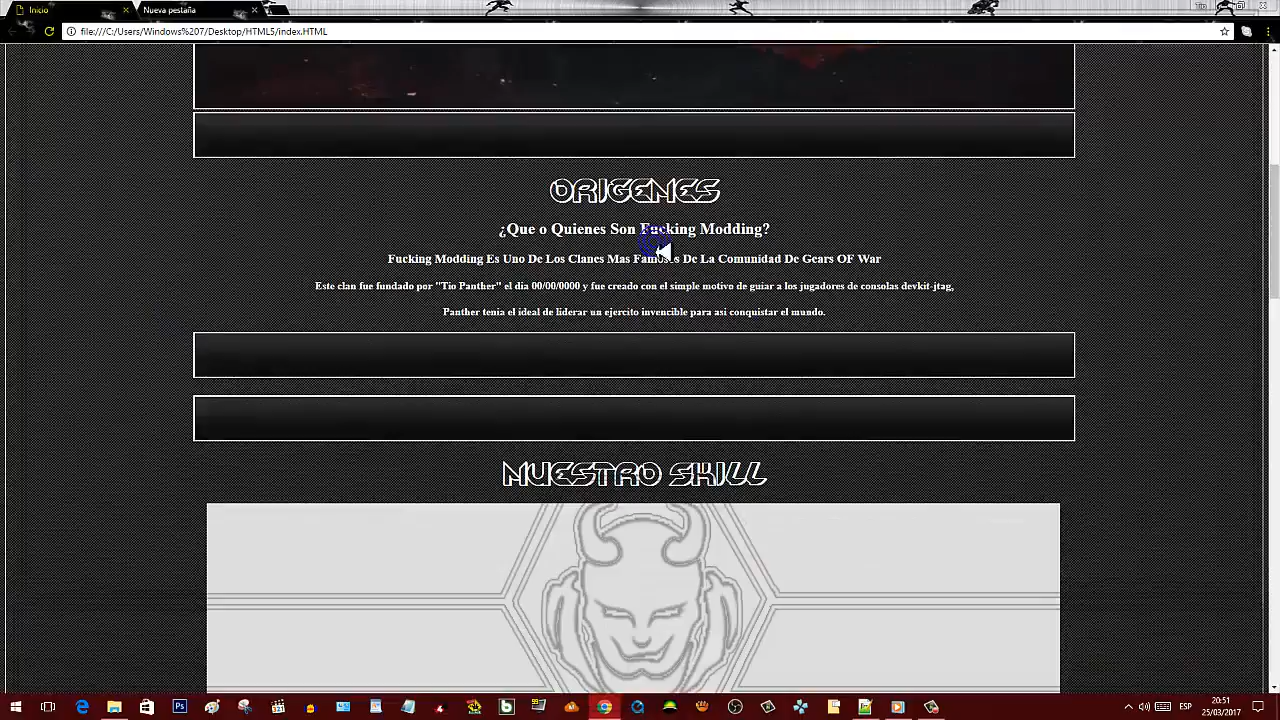 Inicio
Nueva pestaña
file:///C:/Users/Windows%207/Desktop/HTML5/index.HTML
ORIGENES
¿Que o Quienes Son Fucking Modding?
Fucking Modding Es Uno De Los Clanes Mas Famosos De La Comunidad De Gears OF War
Este clan fue fundado por "Tio Panther" el dia 00/00/0000 y fue creado con el simple motivo de guiar a los jugadores de consolas devkit-jtag,
Panther tenia el ideal de liderar un ejercito invencible para asi conquistar el mundo.
NUESTRO SKILL
ESP
20:51
25/03/2017